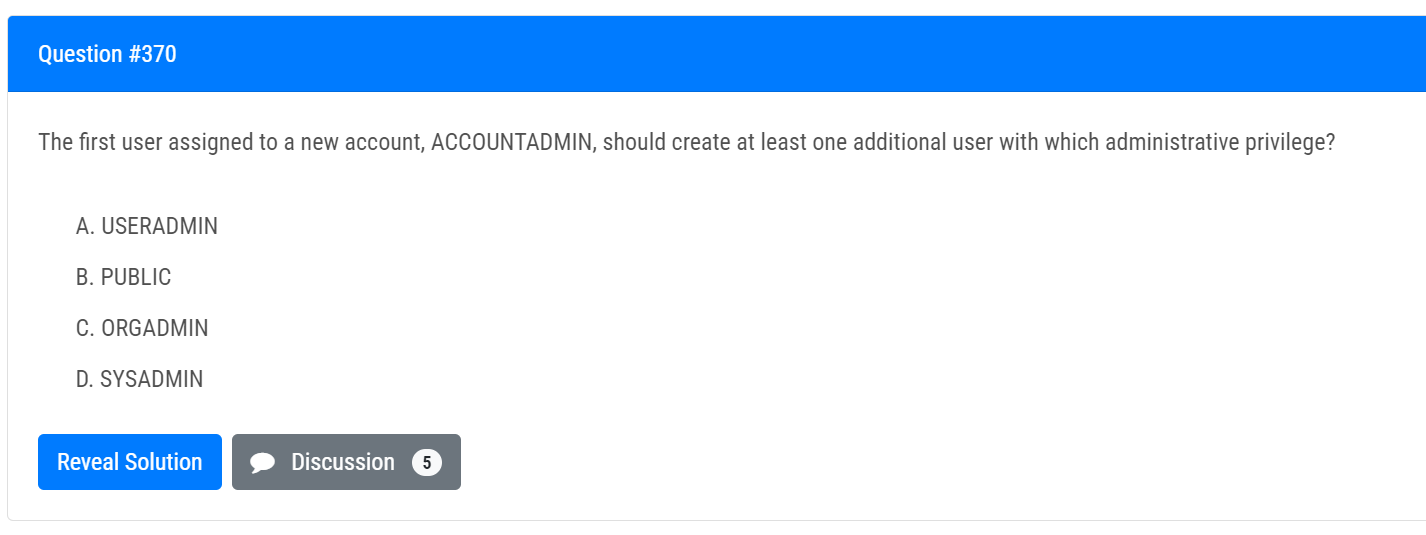 Question #370
The first user assigned to a new account, ACCOUNTADMIN, should create at least one additional user with which administrative privilege?
A. USERADMIN
B. PUBLIC
C. ORGADMIN
D. SYSADMIN
Reveal Solution
Discussion 5